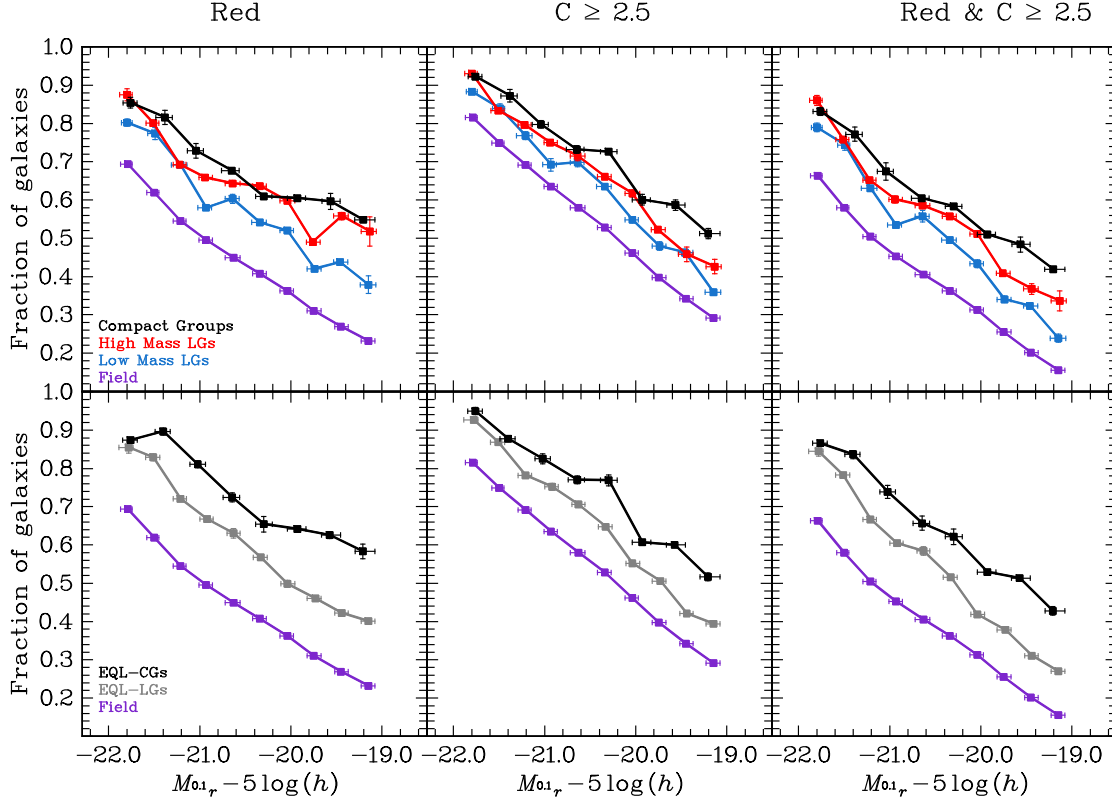 Red C ≥ 2.5 Red & C ≥ 2.5
1.0
0.9
0.8
0.7
0.6
0.5
0.4
0.3
0.2
Fraction of galaxies
Compact Groups
High Mass LGs
Low Mass LGs
Field
1.0
0.9
0.8
0.7
0.6
0.5
0.4
0.3
0.2
Fraction of galaxies
EQL−CGs
EQL−LGs
Field
−22.0 −21.0 −20.0 −19.0 −22.0 −21.0 −20.0 −19.0 −22.0 −21.0 −20.0 −19.0
M0.1r − 5 log (h) M0.1r − 5 log (h) M0.1r − 5 log (h)